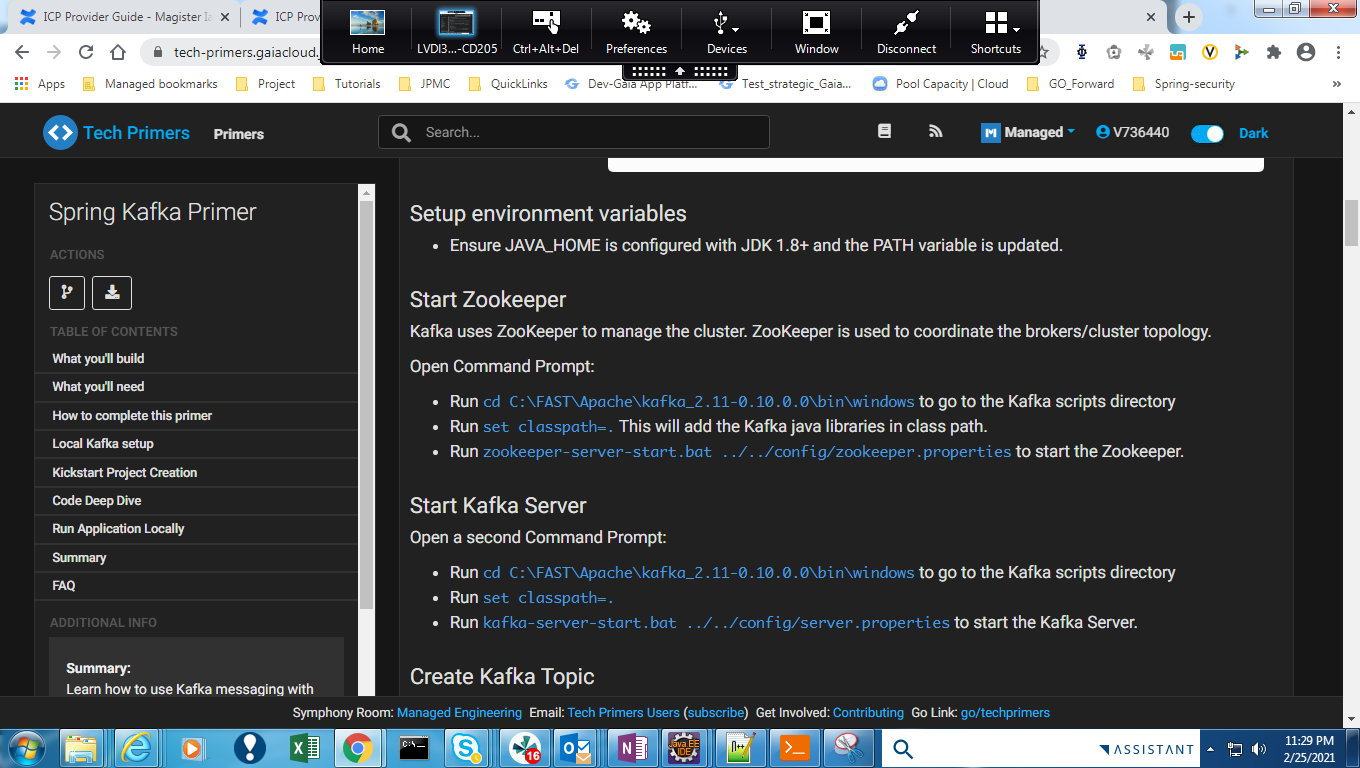 ICP Provider Guide - Magister
ICP Prov
Home
LVDI3...-CD205
Ctrl+Alt+Del
Preferences
Devices
Window
Disconnect
Shortcuts
tech-primers.gaiacloud.
Apps
Managed bookmarks
Project
Tutorials
JPMC
QuickLinks
Dev-Gaia App Platf...
Test_strategic_Gaia...
Pool Capacity | Cloud
GO_Forward
Spring-security
»
Tech Primers
Primers
Search...
M Managed
V736440
Dark
Spring Kafka Primer
ACTIONS
TABLE OF CONTENTS
What you'll build
What you'll need
How to complete this primer
Local Kafka setup
Kickstart Project Creation
Code Deep Dive
Run Application Locally
Summary
FAQ
ADDITIONAL INFO
Summary:
Learn how to use Kafka messaging with
Setup environment variables
• Ensure JAVA_HOME is configured with JDK 1.8+ and the PATH variable is updated.
Start Zookeeper
Kafka uses ZooKeeper to manage the cluster. ZooKeeper is used to coordinate the brokers/cluster topology.
Open Command Prompt:
• Run cd C:\FAST\Apache\kafka_2.11-0.10.0.0\bin\windows to go to the Kafka scripts directory
• Run set classpath=. This will add the Kafka java libraries in class path.
• Run zookeeper-server-start.bat ../../config/zookeeper.properties to start the Zookeeper.
Start Kafka Server
Open a second Command Prompt:
• Run cd C:\FAST\Apache\kafka_2.11-0.10.0.0\bin\windows to go to the Kafka scripts directory
• Run set classpath=.
• Run kafka-server-start.bat ../../config/server.properties to start the Kafka Server.
Create Kafka Topic
Symphony Room: Managed Engineering Email: Tech Primers Users (subscribe) Get Involved: Contributing Go Link: go/techprimers
16
Java EE
IDE
ASSISTANT
11:29 PM
2/25/2021